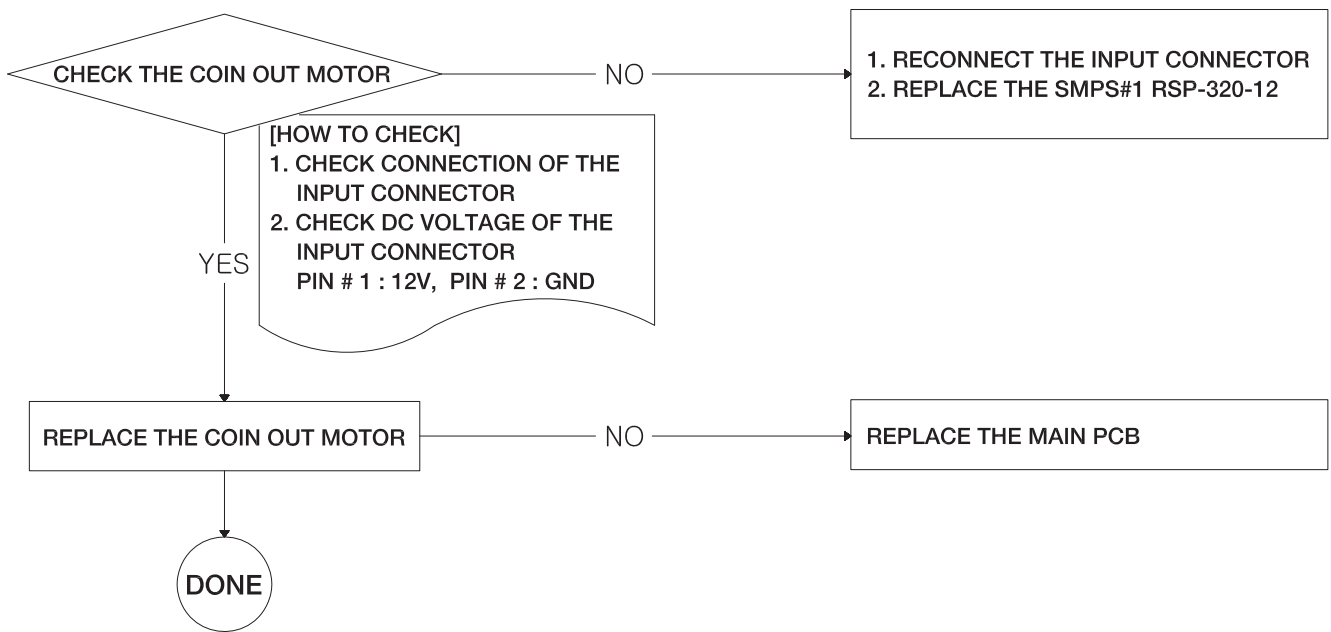 CHECK THE COIN OUT MOTOR
NO
1. RECONNECT THE INPUT CONNECTOR
2. REPLACE THE SMPS#1 RSP-320-12
[HOW TO CHECK]
1. CHECK CONNECTION OF THE
INPUT CONNECTOR
2. CHECK DC VOLTAGE OF THE
INPUT CONNECTOR
PIN # 1 : 12V, PIN # 2 : GND
YES
REPLACE THE COIN OUT MOTOR
NO
REPLACE THE MAIN PCB
DONE